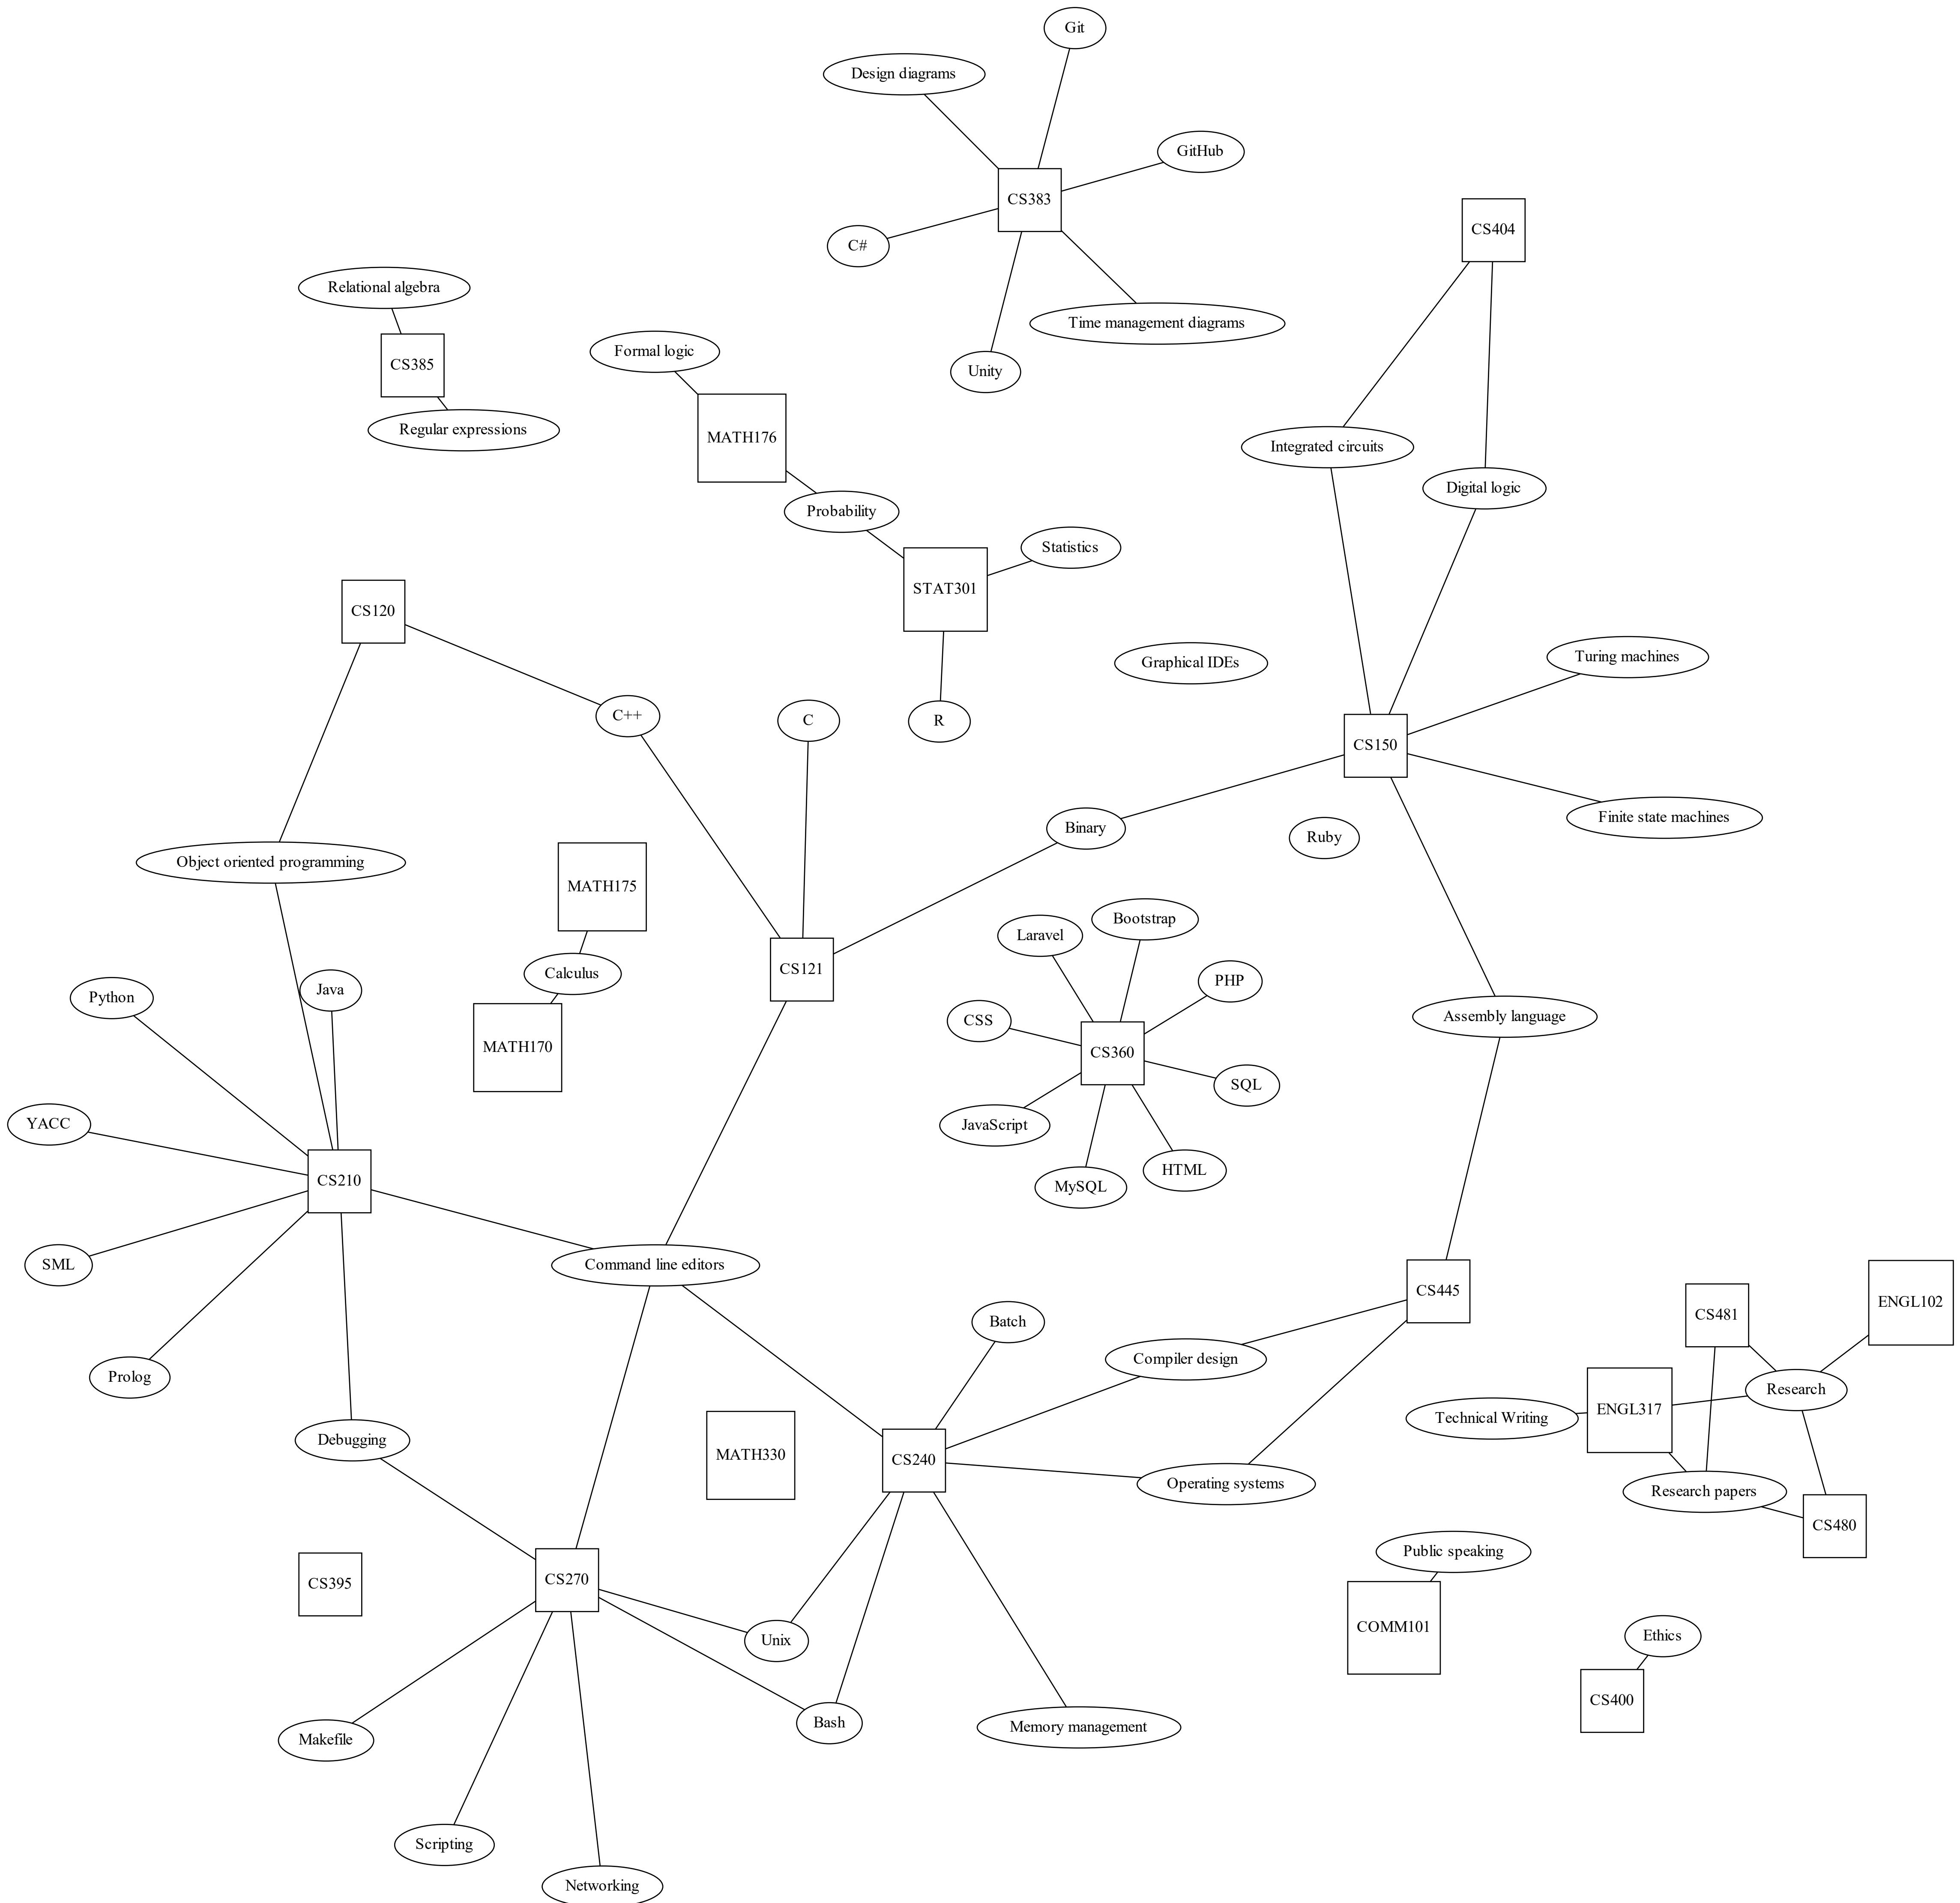 Git
Design diagrams
GitHub
CS383
CS404
C#
Relational algebra
Time management diagrams
Formal logic
CS385
Unity
Regular expressions
MATH176
Integrated circuits
Digital logic
Probability
Statistics
STAT301
CS120
Graphical IDEs
Turing machines
C++
C
R
CS150
Finite state machines
Binary
Ruby
Object oriented programming
MATH175
Bootstrap
Laravel
CS121
Calculus
PHP
Java
Python
Assembly language
CSS
MATH170
CS360
SQL
YACC
JavaScript
HTML
CS210
MySQL
SML
Command line editors
CS445
ENGL102
CS481
Batch
Compiler design
Prolog
Research
ENGL317
Technical Writing
Debugging
MATH330
CS240
Operating systems
Research papers
CS480
Public speaking
CS270
CS395
COMM101
Ethics
Unix
CS400
Bash
Memory management
Makefile
Scripting
Networking